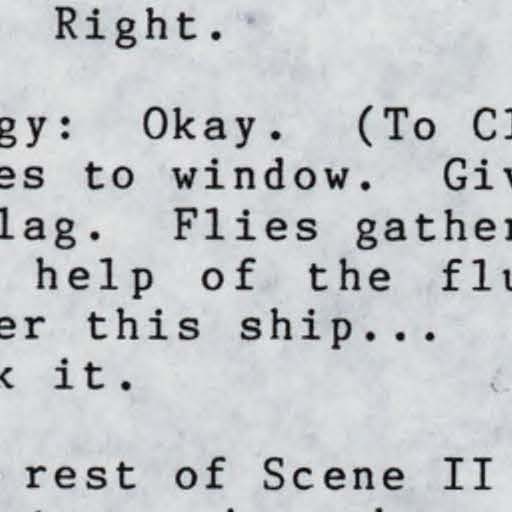 Right.
gy: Okay. (To Cl
es to window. Giv
lag. Flies gather
help of the flu
er this ship...
k it.
rest of Scene II